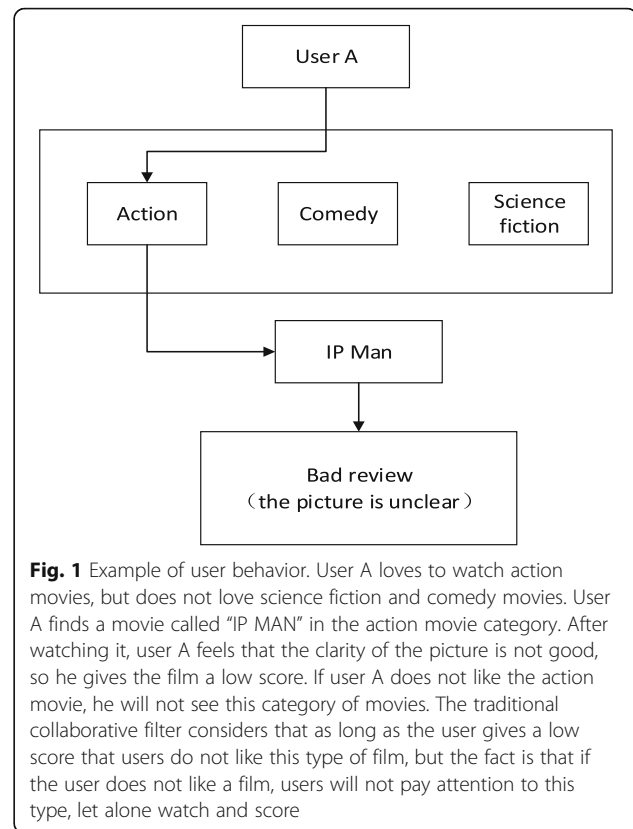 User A
Action
Comedy
Science
fiction
IP Man
Bad review
（the picture is unclear）
Fig. 1 Example of user behavior. User A loves to watch action
movies, but does not love science fiction and comedy movies. User
A finds a movie called “IP MAN” in the action movie category. After
watching it, user A feels that the clarity of the picture is not good,
so he gives the film a low score. If user A does not like the action
movie, he will not see this category of movies. The traditional
collaborative filter considers that as long as the user gives a low
score that users do not like this type of film, but the fact is that if
the user does not like a film, users will not pay attention to this
type, let alone watch and score